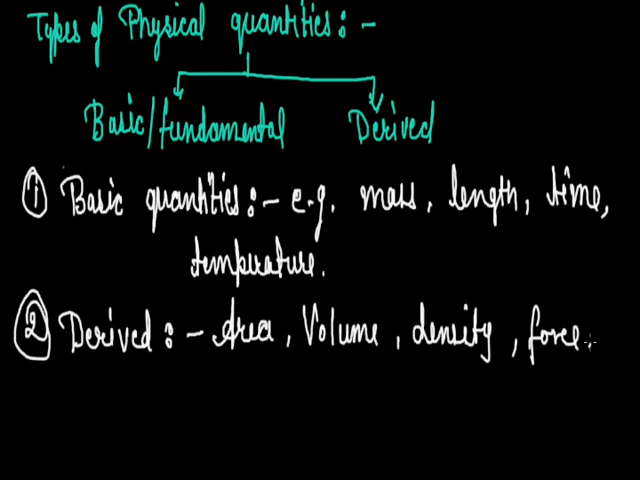 Types of Physical quantities : -
Basic/fundamental Derived
① Basic quantities : - e.g. mass, length, time,
temperature.
② Derived : - Area, Volume, density, force.